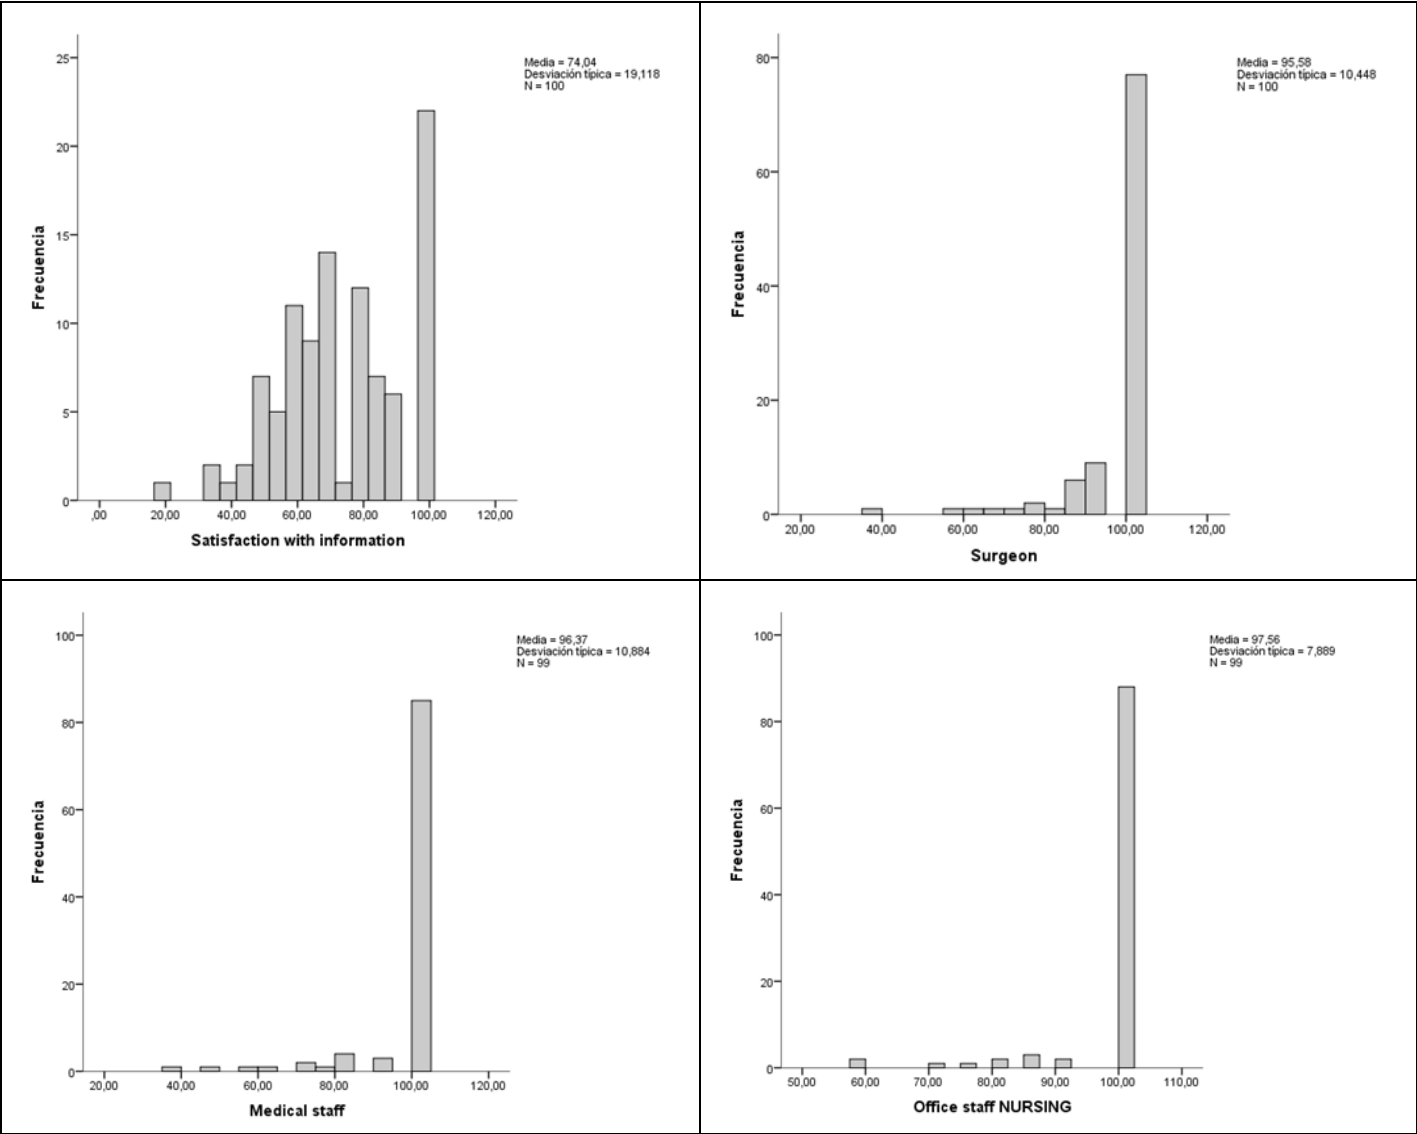 Media = 74,04
Desviación típica = 19,118
N = 100
25
20
15
10
5
0
Frecuencia
,00 20,00 40,00 60,00 80,00 100,00 120,00
Satisfaction with information
Media = 95,58
Desviación típica = 10,448
N = 100
80
60
40
20
0
Frecuencia
20,00 40,00 60,00 80,00 100,00 120,00
Surgeon
Media = 96,37
Desviación típica = 10,884
N = 99
100
80
60
40
20
0
Frecuencia
20,00 40,00 60,00 80,00 100,00 120,00
Medical staff
Media = 97,56
Desviación típica = 7,889
N = 99
100
80
60
40
20
0
Frecuencia
50,00 60,00 70,00 80,00 90,00 100,00 110,00
Office staff NURSING